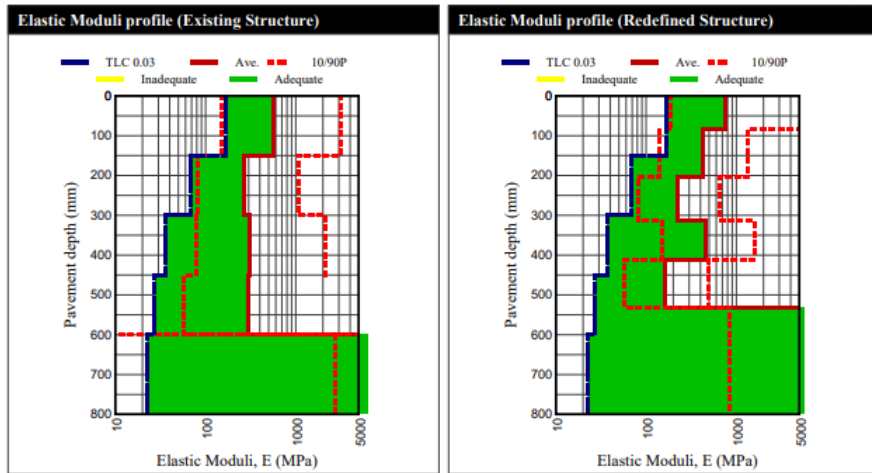 Elastic Moduli profile (Existing Structure)
TLC 0.03 Ave. 10/90P
Inadequate Adequate
0
100
200
300
400
500
600
700
800
Pavement depth (mm)
10 100 1000 5000
Elastic Moduli, E (MPa)
Elastic Moduli profile (Redefined Structure)
TLC 0.03 Ave. 10/90P
Inadequate Adequate
0
100
200
300
400
500
600
700
800
Pavement depth (mm)
10 100 1000 5000
Elastic Moduli, E (MPa)